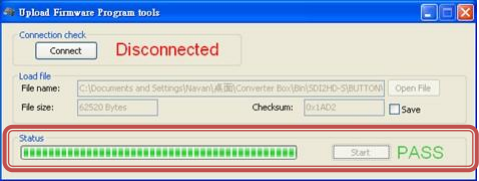 Upload Firmware Program tools
Connection check
Connect
Disconnected
Load file
File name:
C:\Documents and Settings\Navan\桌面\Converter Box\Bin\SDI2HD-S\BUTTON\
Open File
File size:
62520 Bytes
Checksum:
0x1AD2
Save
Status
Start
PASS